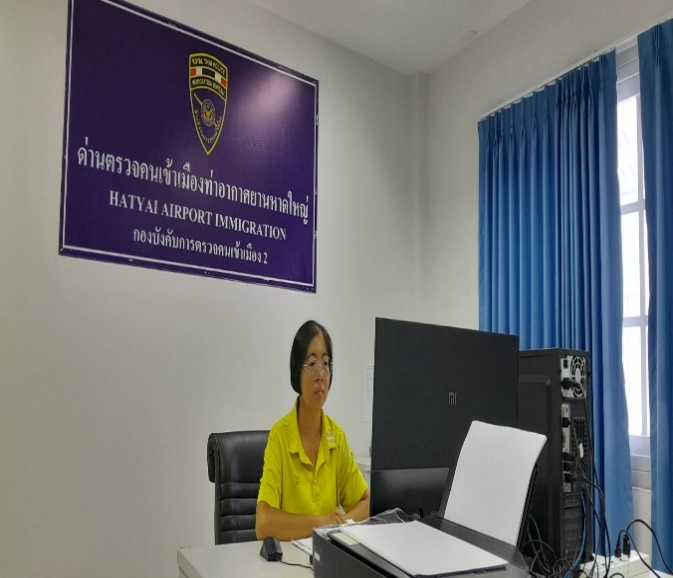 ด่านตรวจคนเข้าเมืองท่าอากาศยานหาดใหญ่
HATYAI AIRPORT IMMIGRATION
กองบังคับการตรวจคนเข้าเมือง 2
mi